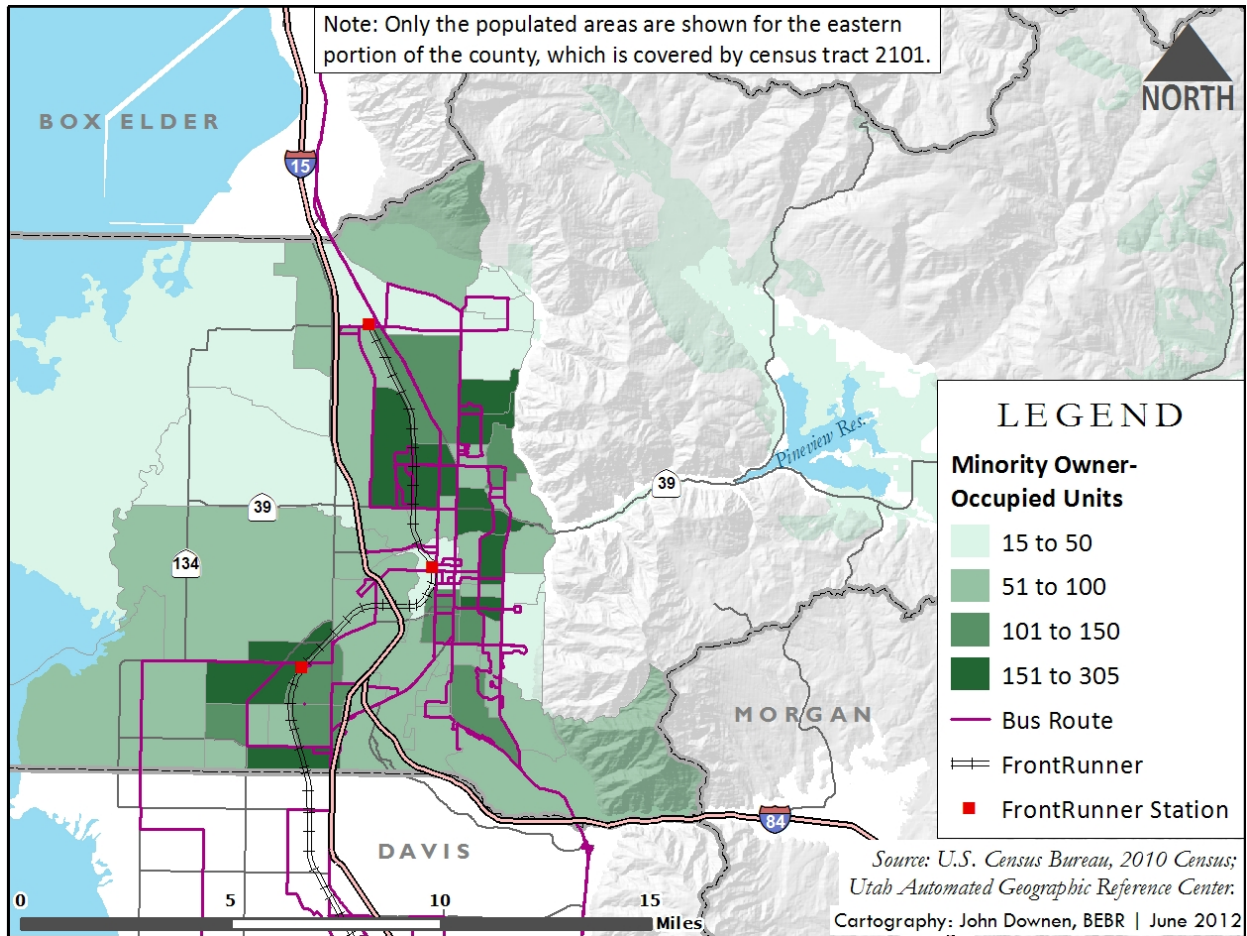 Note: Only the populated areas are shown for the eastern
portion of the county, which is covered by census tract 2101.
NORTH
BOX ELDER
15
Pineview Res.
39
39
134
MORGAN
84
DAVIS
LEGEND
Minority Owner-
Occupied Units
15 to 50
51 to 100
101 to 150
151 to 305
Bus Route
FrontRunner
FrontRunner Station
Source: U.S. Census Bureau, 2010 Census;
Utah Automated Geographic Reference Center.
Cartography: John Downen, BEBR | June 2012
0 5 10 15
Miles